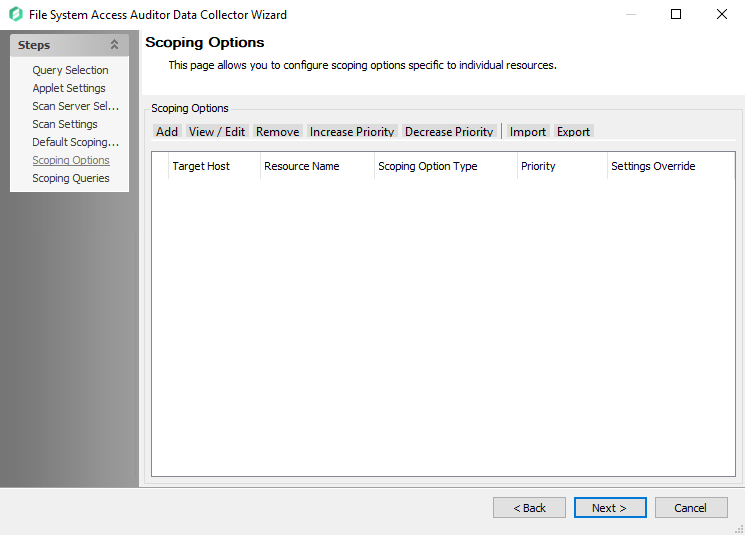 File System Access Auditor Data Collector Wizard
Steps
Query Selection
Applet Settings
Scan Server Sel...
Scan Settings
Default Scoping...
Scoping Options
Scoping Queries
Scoping Options
This page allows you to configure scoping options specific to individual resources.
Scoping Options
Add View / Edit Remove Increase Priority Decrease Priority Import Export
Target Host Resource Name Scoping Option Type Priority Settings Override
< Back Next > Cancel